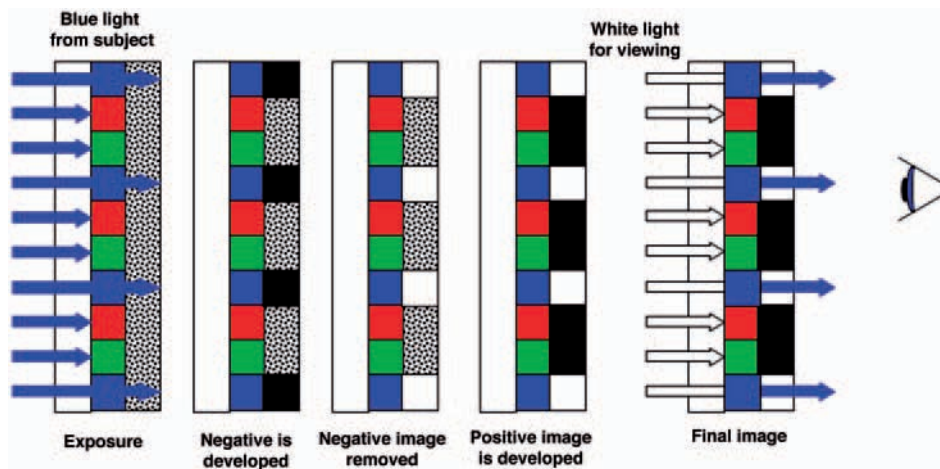 Blue light
from subject
White light
for viewing
Exposure
Negative is
developed
Negative image
removed
Positive image
is developed
Final image